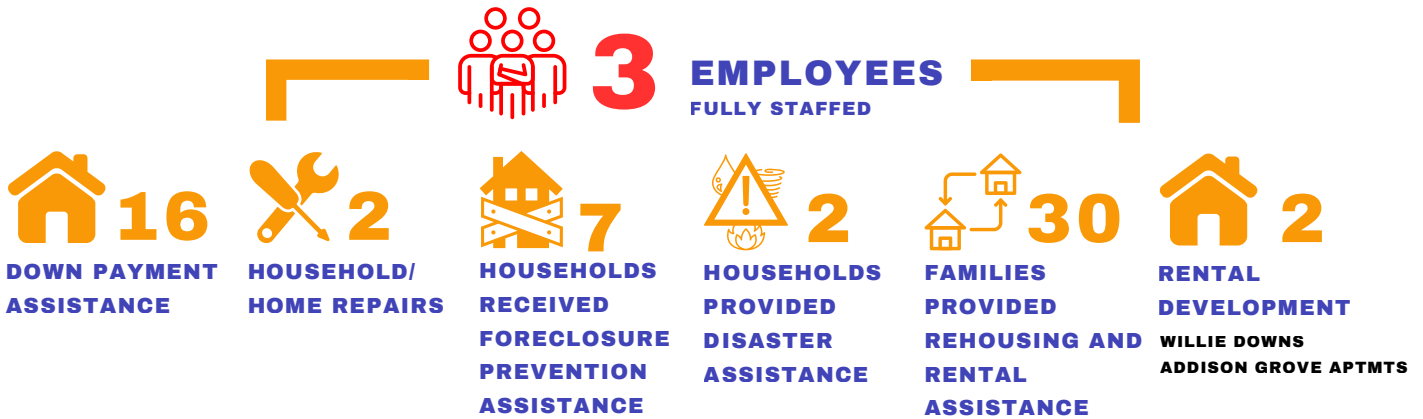 3
EMPLOYEES
FULLY STAFFED
16
DOWN PAYMENT
ASSISTANCE
2
HOUSEHOLD/
HOME REPAIRS
7
HOUSEHOLDS
RECEIVED
FORECLOSURE
PREVENTION
ASSISTANCE
2
HOUSEHOLDS
PROVIDED
DISASTER
ASSISTANCE
30
FAMILIES
PROVIDED
REHOUSING AND
RENTAL
ASSISTANCE
2
RENTAL
DEVELOPMENT
WILLIE DOWNS
ADDISON GROVE APTMTS